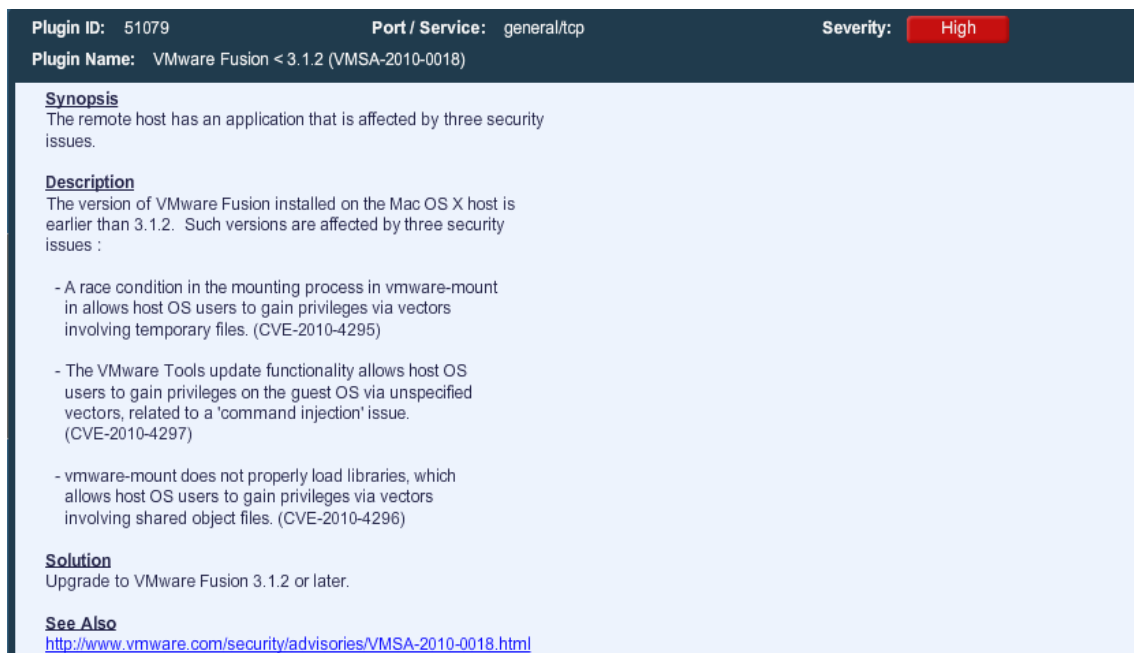 Plugin ID: 51079 Port / Service: general/tcp Severity: High
Plugin Name: VMware Fusion < 3.1.2 (VMSA-2010-0018)
Synopsis
The remote host has an application that is affected by three security
issues.
Description
The version of VMware Fusion installed on the Mac OS X host is
earlier than 3.1.2. Such versions are affected by three security
issues :
- A race condition in the mounting process in vmware-mount
in allows host OS users to gain privileges via vectors
involving temporary files. (CVE-2010-4295)
- The VMware Tools update functionality allows host OS
users to gain privileges on the guest OS via unspecified
vectors, related to a 'command injection' issue.
(CVE-2010-4297)
- vmware-mount does not properly load libraries, which
allows host OS users to gain privileges via vectors
involving shared object files. (CVE-2010-4296)
Solution
Upgrade to VMware Fusion 3.1.2 or later.
See Also
http://www.vmware.com/security/advisories/VMSA-2010-0018.html